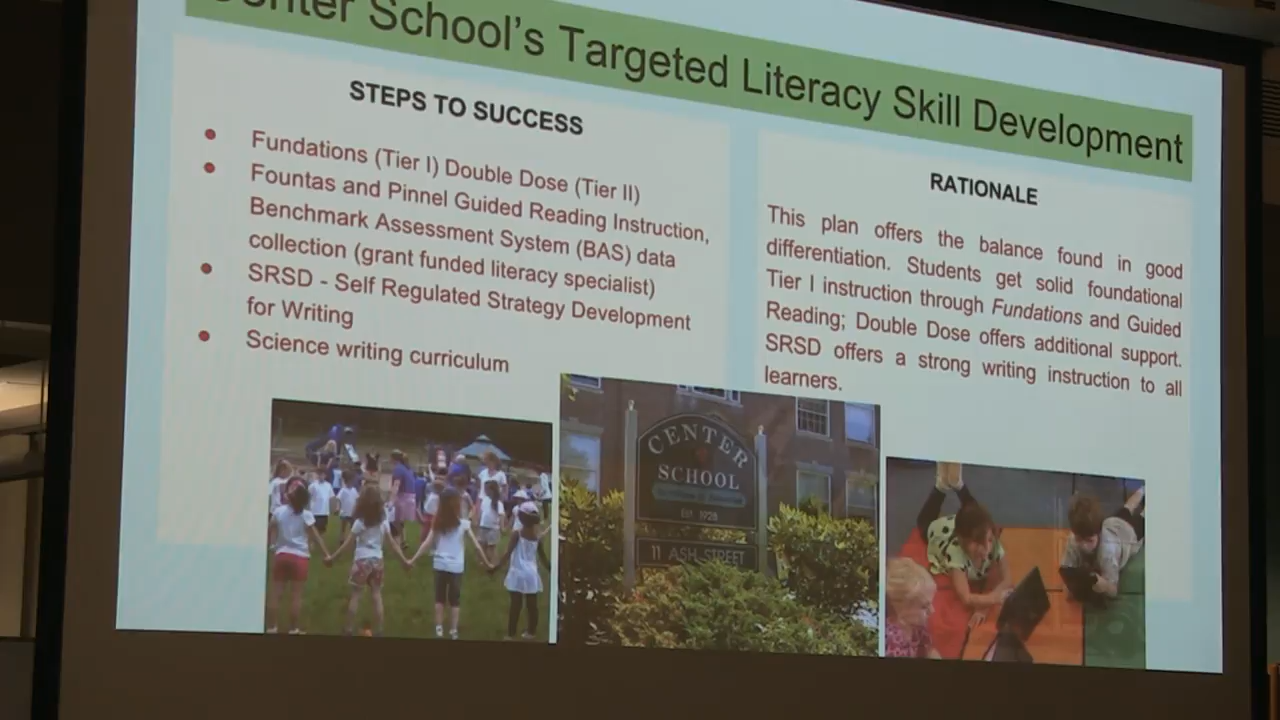 Center School's Targeted Literacy Skill Development
STEPS TO SUCCESS
Fundations (Tier I) Double Dose (Tier II)
Fountas and Pinnel Guided Reading Instruction,
Benchmark Assessment System (BAS) data
collection (grant funded literacy specialist)
SRSD - Self Regulated Strategy Development
for Writing
Science writing curriculum
RATIONALE
This plan offers the balance found in good
differentiation. Students get solid foundational
Tier I instruction through Fundations and Guided
Reading; Double Dose offers additional support.
SRSD offers a strong writing instruction to all
learners.
CENTER
SCHOOL
Est. 1928
11 ASH STREET